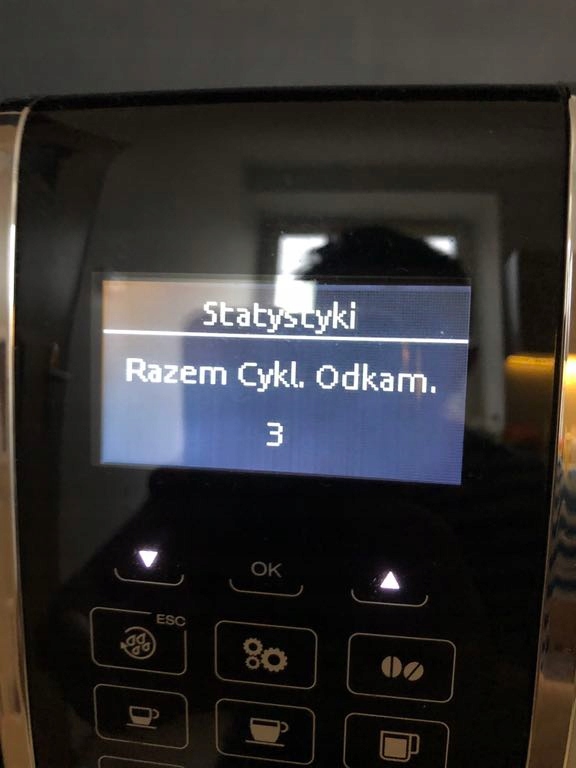 Statystyki
Razem Cykl. Odkam.
3
OK
ESC